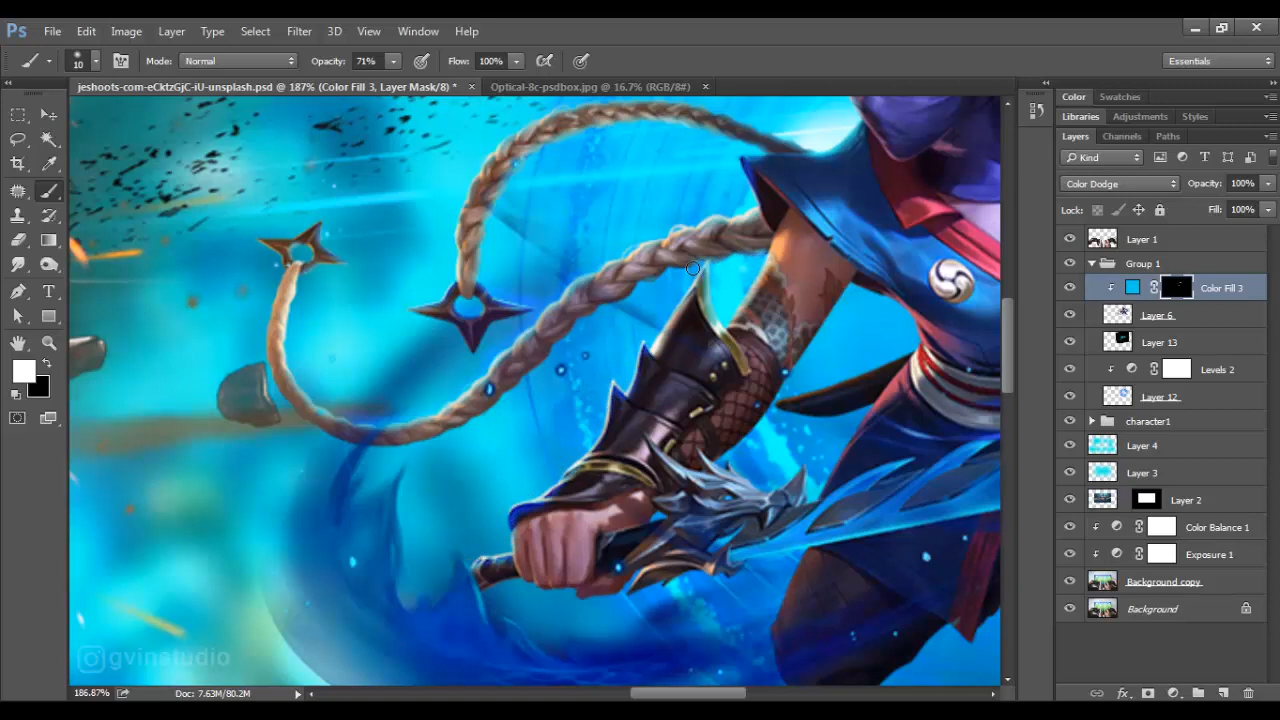 Ps File Edit Image Layer Type Select Filter 3D View Window Help
10 Mode: Normal Opacity: 71% Flow: 100% Essentials
jeshoots-com-eCktzGjC-iU-unsplash.psd @ 187% (Color Fill 3, Layer Mask/8) * × Optical-8c-psdbox.jpg @ 16.7% (RGB/8#) ×
Color Swatches
Libraries Adjustments Styles
Layers Channels Paths
Kind
Color Dodge Opacity: 100%
Lock: Fill: 100%
Layer 1
Group 1
Color Fill 3
Layer 6
Layer 13
Levels 2
Layer 12
character1
Layer 4
Layer 3
Layer 2
Color Balance 1
Exposure 1
Background copy
Background
gvinstudio
186.87% Doc: 7.63M/80.2M